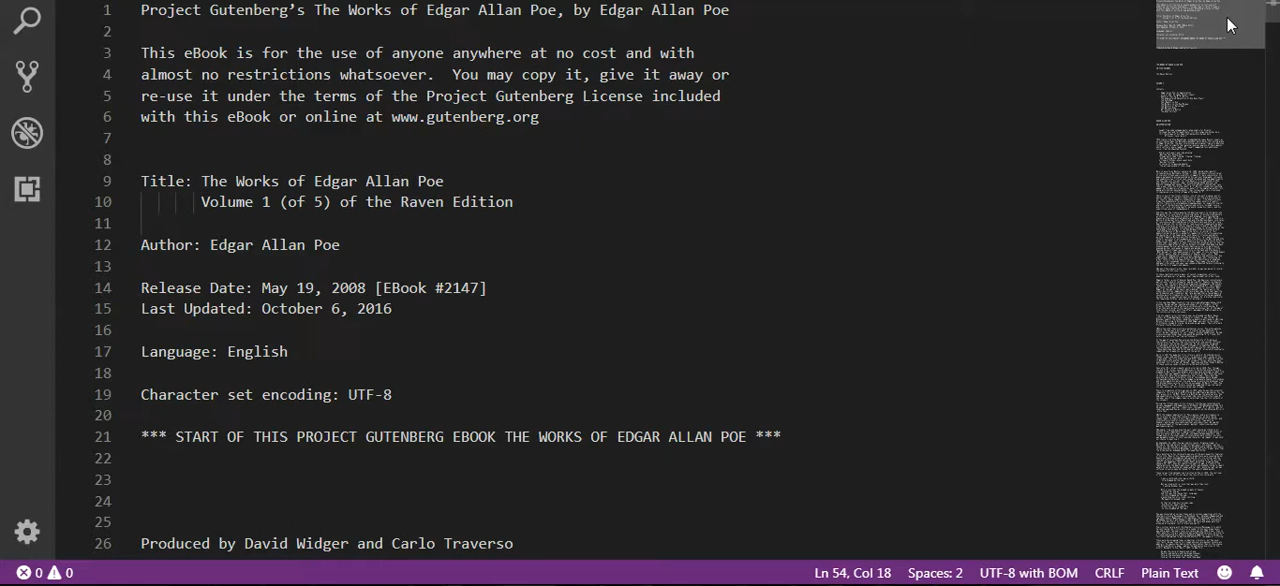 1 Project Gutenberg’s The Works of Edgar Allan Poe, by Edgar Allan Poe
2
3 This eBook is for the use of anyone anywhere at no cost and with
4 almost no restrictions whatsoever.  You may copy it, give it away or
5 re-use it under the terms of the Project Gutenberg License included
6 with this eBook or online at www.gutenberg.org
7
8
9 Title: The Works of Edgar Allan Poe
10 Volume 1 (of 5) of the Raven Edition
11
12 Author: Edgar Allan Poe
13
14 Release Date: May 19, 2008 [EBook #2147]
15 Last Updated: October 6, 2016
16
17 Language: English
18
19 Character set encoding: UTF-8
20
21 *** START OF THIS PROJECT GUTENBERG EBOOK THE WORKS OF EDGAR ALLAN POE ***
22
23
24
25
26 Produced by David Widger and Carlo Traverso
0 0 Ln 54, Col 18 Spaces: 2 UTF-8 with BOM CRLF Plain Text